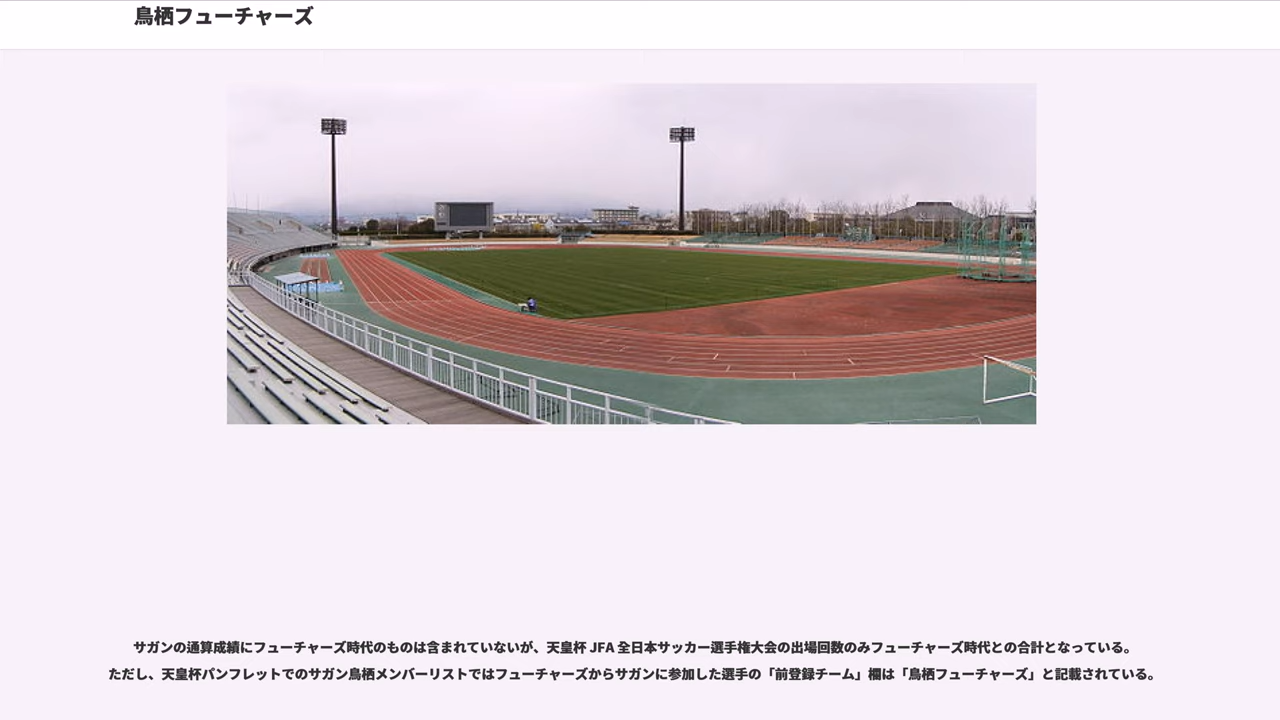 鳥栖フューチャーズ
サガンの通算成績にフューチャーズ時代のものは含まれていないが、天皇杯 JFA 全日本サッカー選手権大会の出場回数のみフューチャーズ時代との合計となっている。
ただし、天皇杯パンフレットでのサガン鳥栖メンバーリストではフューチャーズからサガンに参加した選手の「前登録チーム」欄は「鳥栖フューチャーズ」と記載されている。